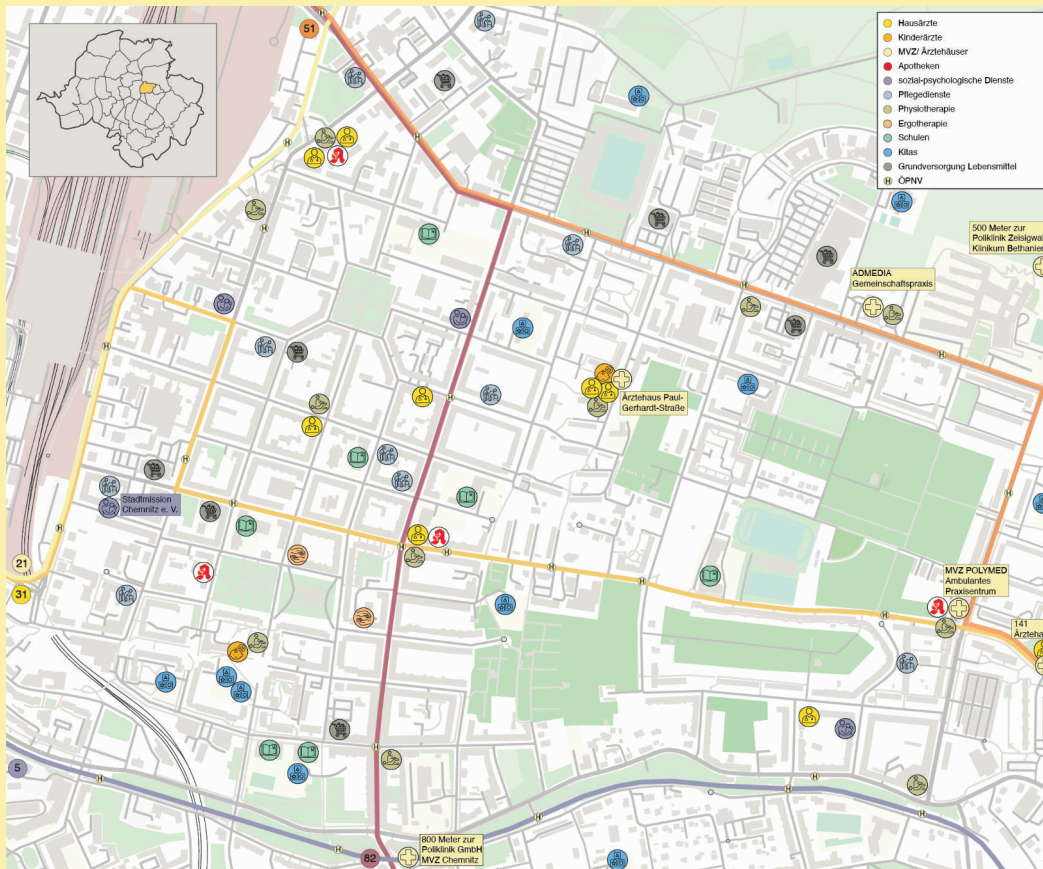 51
Hausärzte
Kinderärzte
MVZ/ Ärztehäuser
Apotheken
sozial-psychologische Dienste
Pflegedienste
Physiotherapie
Ergotherapie
Schulen
Kitas
Grundversorgung Lebensmittel
H ÖPNV
500 Meter zur
Poliklinik Zeisigwal
Klinikum Bethanien
ADMEDIA
Gemeinschaftspraxis
Ärztehaus Paul-
Gerhardt-Straße
Stadtmission
Chemnitz e. V.
21
31
MVZ POLYMED
Ambulantes
Praxiszentrum
141
Ärzteha
5
82
800 Meter zur
Poliklinik GmbH
MVZ Chemnitz